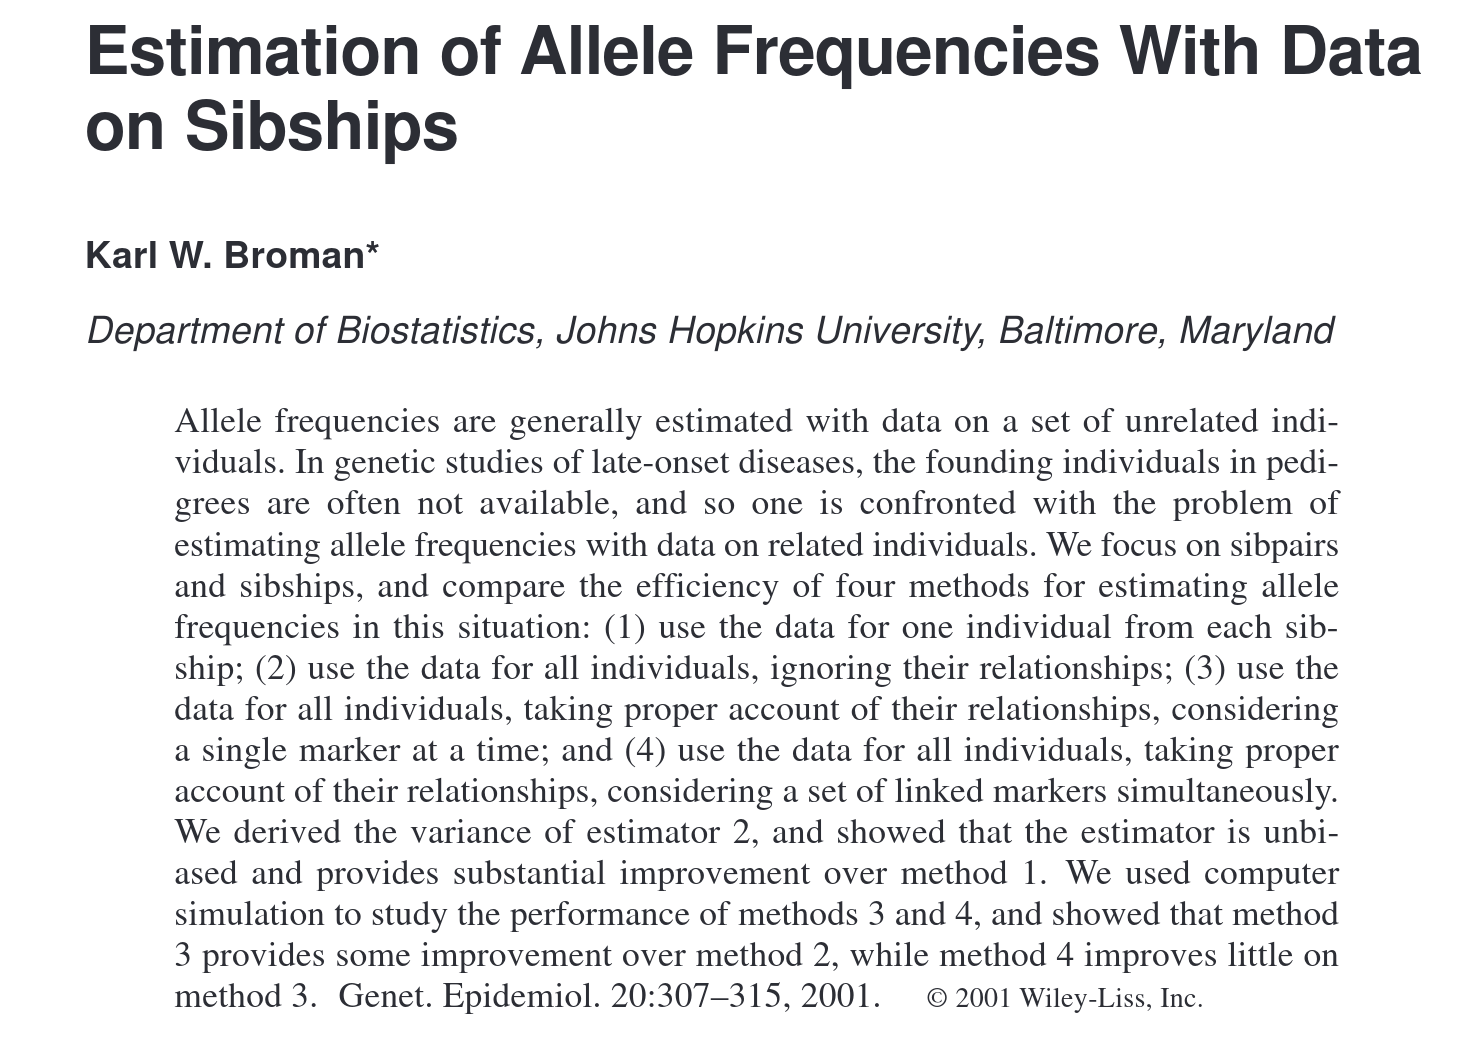 Estimation of Allele Frequencies With Data
on Sibships
Karl W. Broman*
Department of Biostatistics, Johns Hopkins University, Baltimore, Maryland
Allele frequencies are generally estimated with data on a set of unrelated indi-
viduals. In genetic studies of late-onset diseases, the founding individuals in pedi-
grees are often not available, and so one is confronted with the problem of
estimating allele frequencies with data on related individuals. We focus on sibpairs
and sibships, and compare the efficiency of four methods for estimating allele
frequencies in this situation: (1) use the data for one individual from each sib-
ship; (2) use the data for all individuals, ignoring their relationships; (3) use the
data for all individuals, taking proper account of their relationships, considering
a single marker at a time; and (4) use the data for all individuals, taking proper
account of their relationships, considering a set of linked markers simultaneously.
We derived the variance of estimator 2, and showed that the estimator is unbi-
ased and provides substantial improvement over method 1. We used computer
simulation to study the performance of methods 3 and 4, and showed that method
3 provides some improvement over method 2, while method 4 improves little on
method 3. Genet. Epidemiol. 20:307–315, 2001. © 2001 Wiley-Liss, Inc.